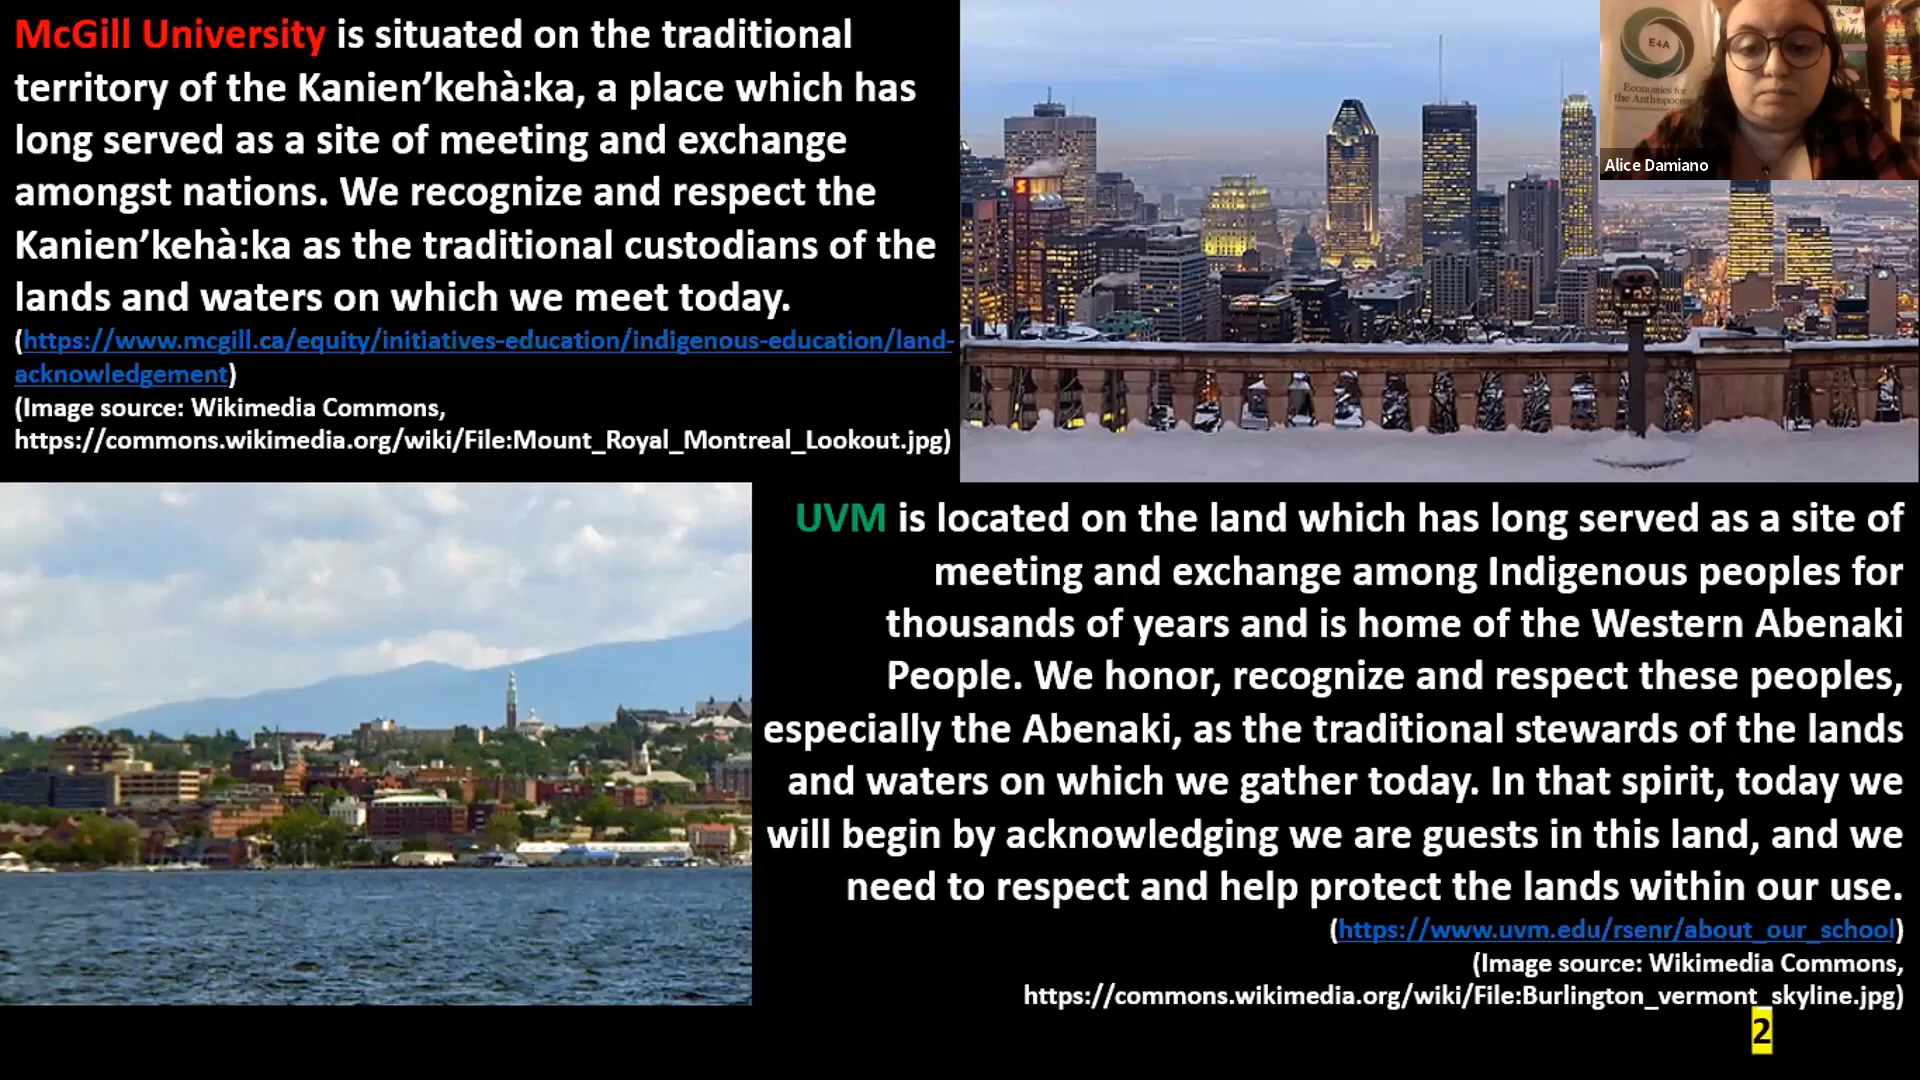 McGill University is situated on the traditional
territory of the Kanien’kehà:ka, a place which has
long served as a site of meeting and exchange
amongst nations. We recognize and respect the
Kanien’kehà:ka as the traditional custodians of the
lands and waters on which we meet today.
(https://www.mcgill.ca/equity/initiatives-education/indigenous-education/land-
acknowledgement)
(Image source: Wikimedia Commons,
https://commons.wikimedia.org/wiki/File:Mount_Royal_Montreal_Lookout.jpg)
E4A
Economics for
the Anthropocene
Alice Damiano
UVM is located on the land which has long served as a site of
meeting and exchange among Indigenous peoples for
thousands of years and is home of the Western Abenaki
People. We honor, recognize and respect these peoples,
especially the Abenaki, as the traditional stewards of the lands
and waters on which we gather today. In that spirit, today we
will begin by acknowledging we are guests in this land, and we
need to respect and help protect the lands within our use.
(https://www.uvm.edu/rsenr/about_our_school)
(Image source: Wikimedia Commons,
https://commons.wikimedia.org/wiki/File:Burlington_vermont_skyline.jpg)
2